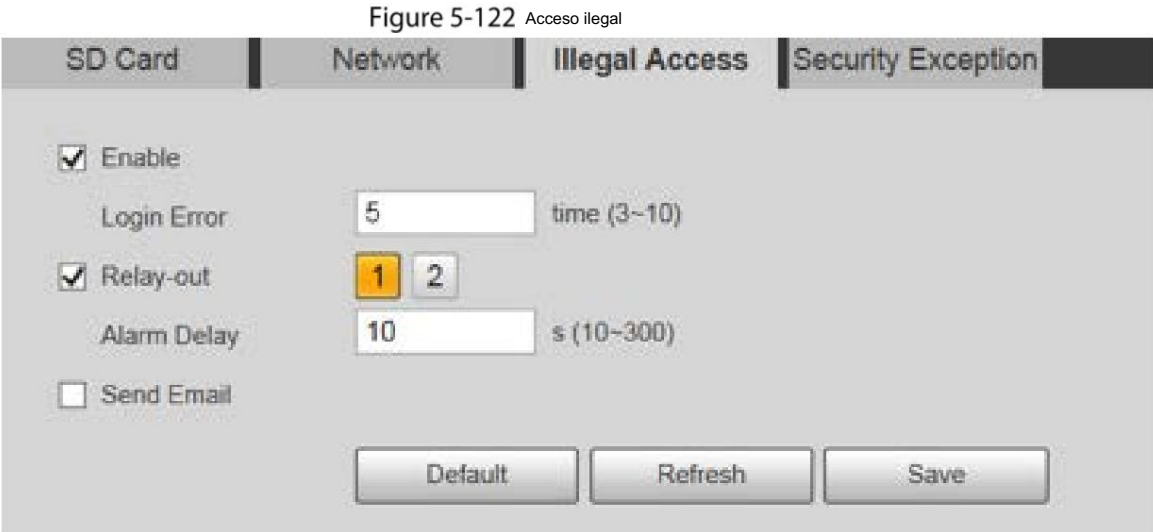 Figure 5-122 Acceso ilegal
SD Card Network Illegal Access Security Exception
Enable
Login Error 5 time (3~10)
Relay-out 1 2
Alarm Delay 10 s (10~300)
Send Email
Default Refresh Save